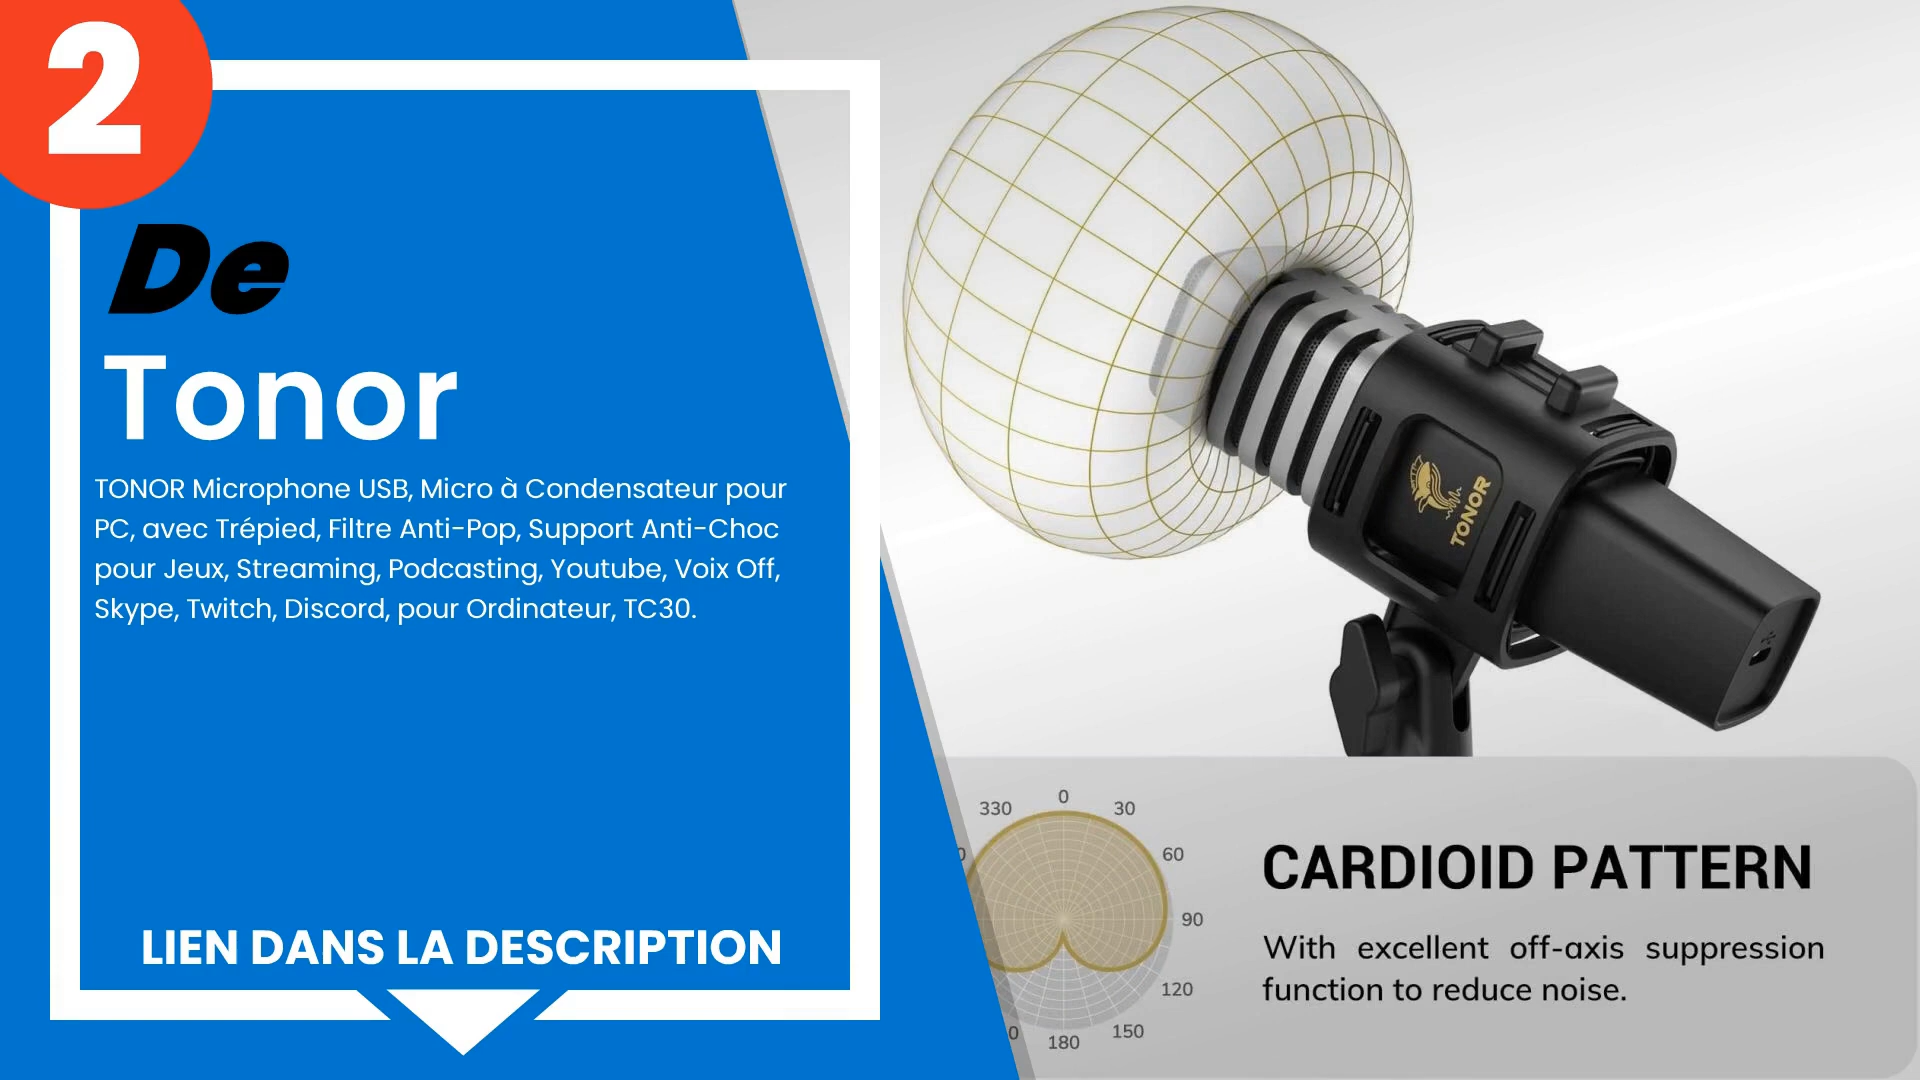 2
De
Tonor
TONOR Microphone USB, Micro à Condensateur pour
PC, avec Trépied, Filtre Anti-Pop, Support Anti-Choc
pour Jeux, Streaming, Podcasting, Youtube, Voix Off,
Skype, Twitch, Discord, pour Ordinateur, TC30.
LIEN DANS LA DESCRIPTION
TONOR
0
330
30
60
90
120
150
180
CARDIOID PATTERN
With excellent off-axis suppression
function to reduce noise.